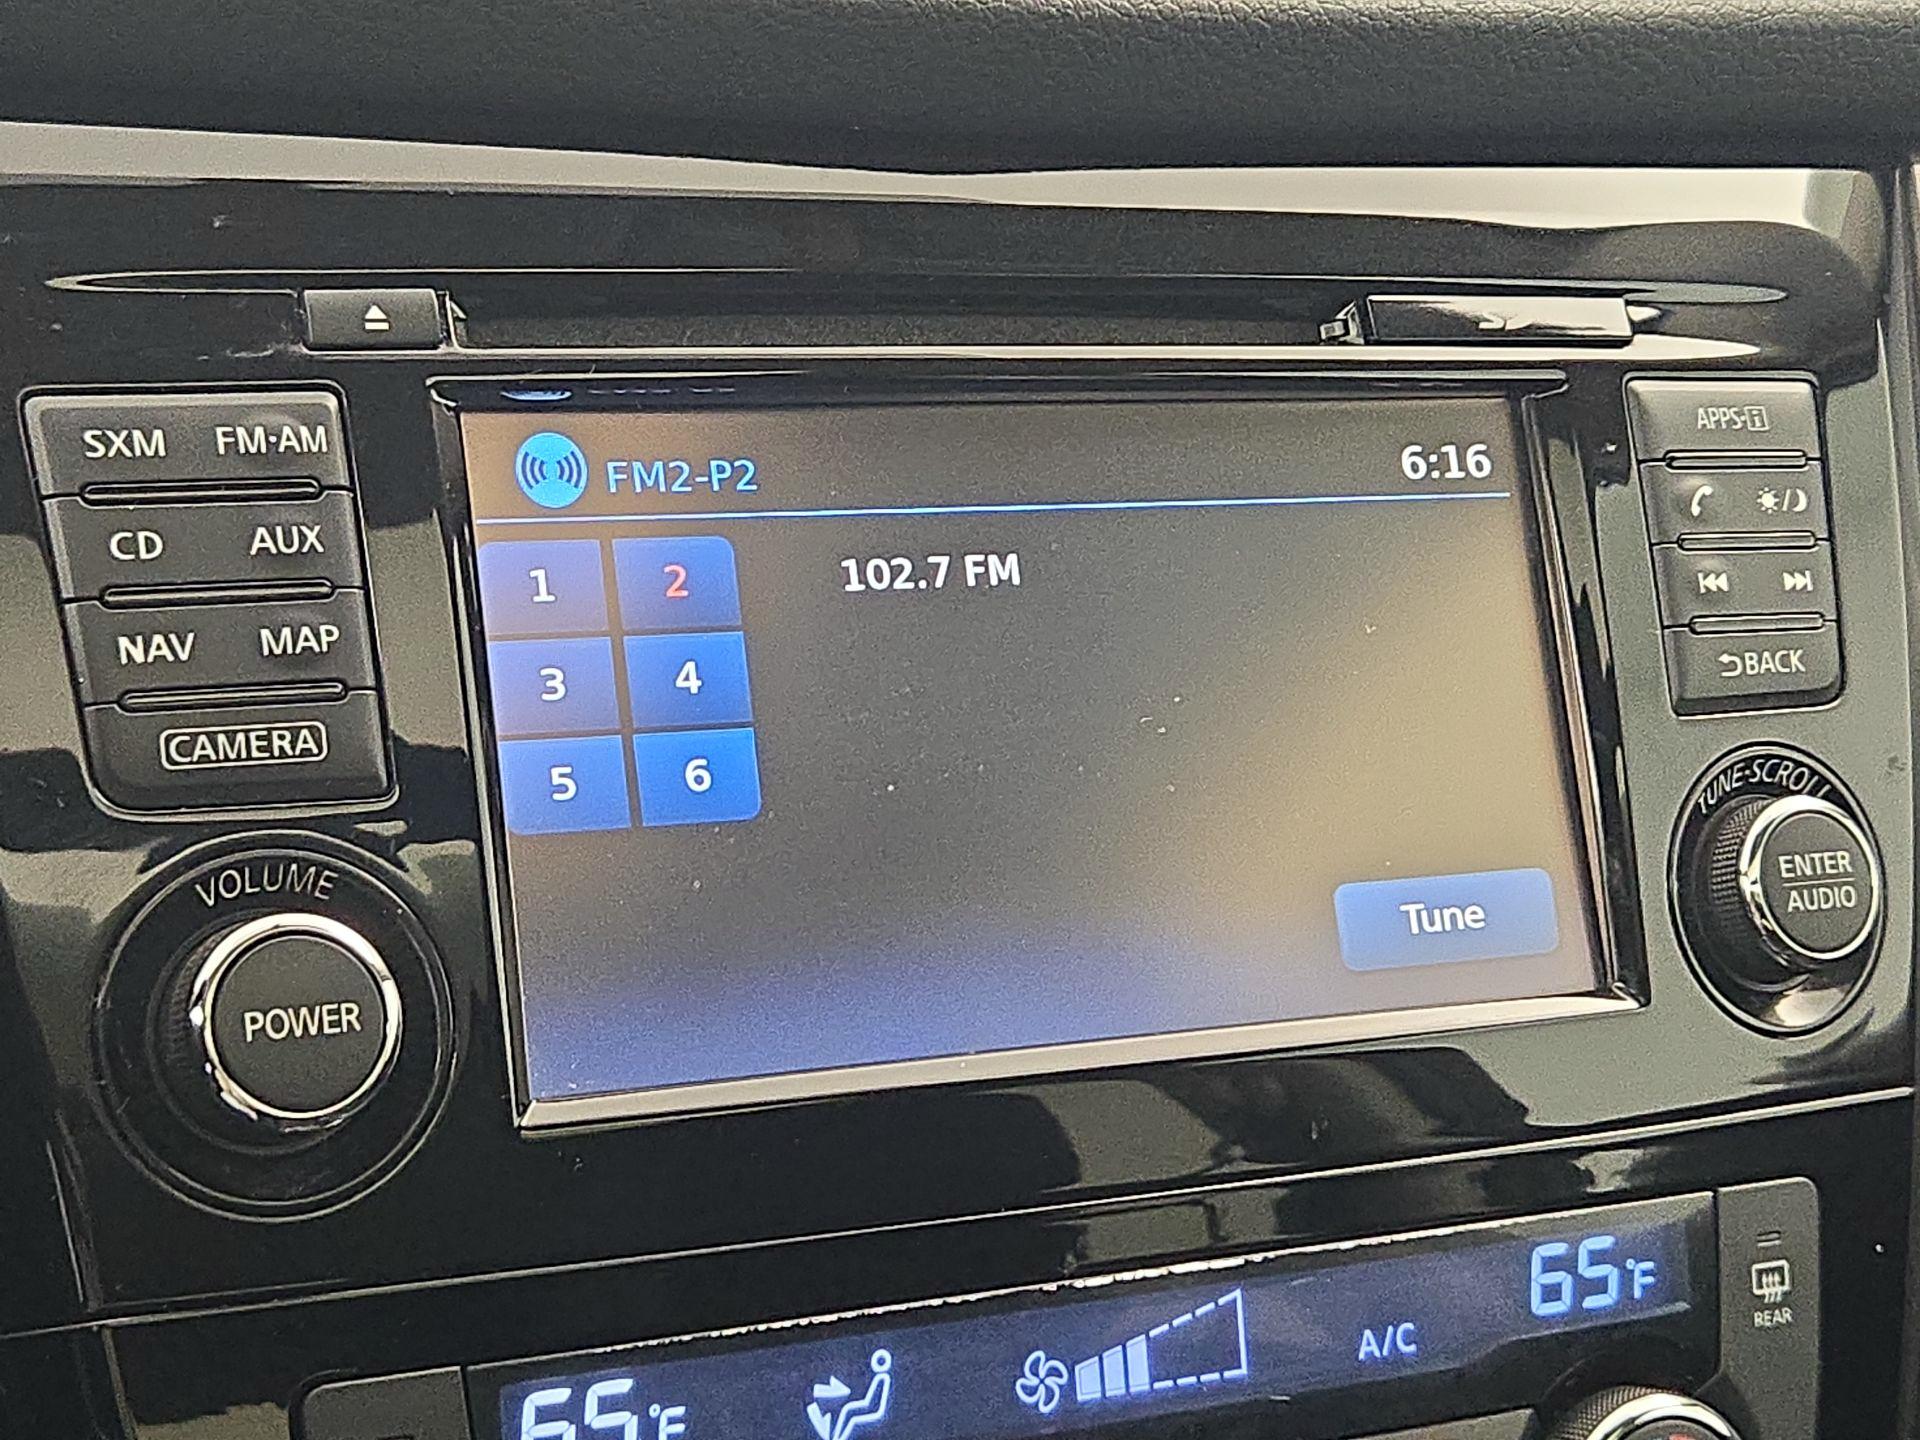 SXM FM·AM
CD AUX
NAV MAP
CAMERA
VOLUME
POWER
FM2-P2
6:16
1 2
102.7 FM
3 4
5 6
Tune
APPS·i
BACK
TUNE·SCROLL
ENTER
AUDIO
65°F
A/C
65°F
REAR